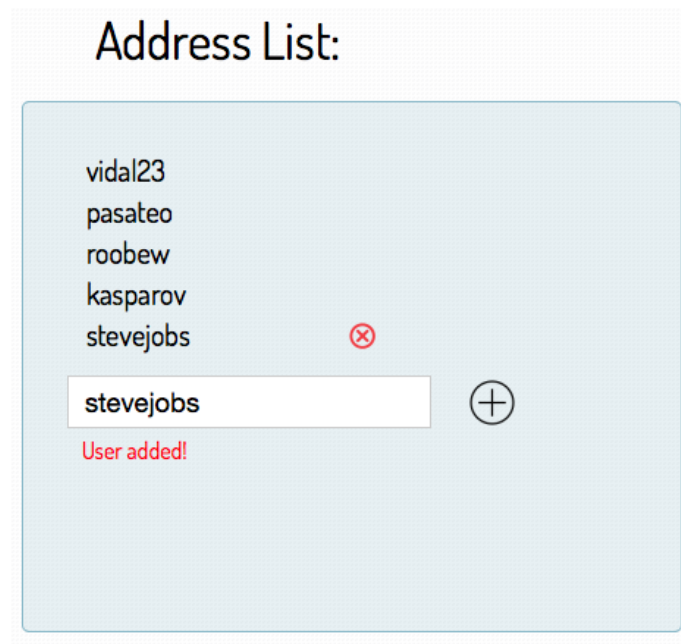 Address List:
vidal23
pasateo
roobew
kasparov
stevejobs
stevejobs
User added!